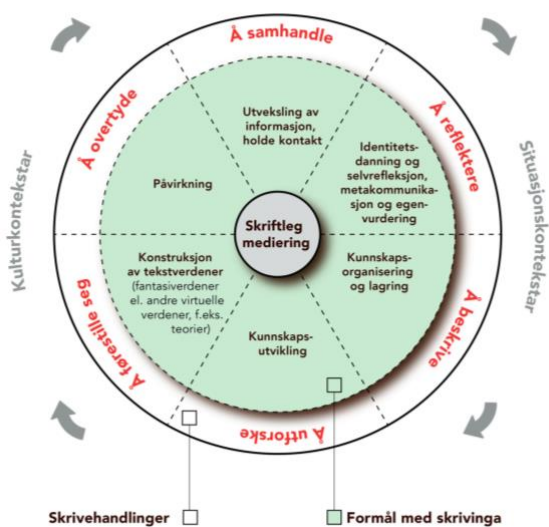 Å samhandle
Å reflektere
Å beskrive
Å utforske
Å førestille seg
Å overtyde
Kulturkontekstar
Situasjonskontekstar
Utveksling av
informasjon,
holde kontakt
Identitets-
danning og
selvrefleksjon,
metakommunika-
sjon og egen-
vurdering
Kunnskaps-
organisering
og lagring
Kunnskaps-
utvikling
Konstruksjon
av tekstverdener
(fantasiverdener
el. andre virtuelle
verdener, f.eks.
teorier)
Påvirkning
Skriftleg
mediering
Skrivehandlinger
Formål med skrivinga